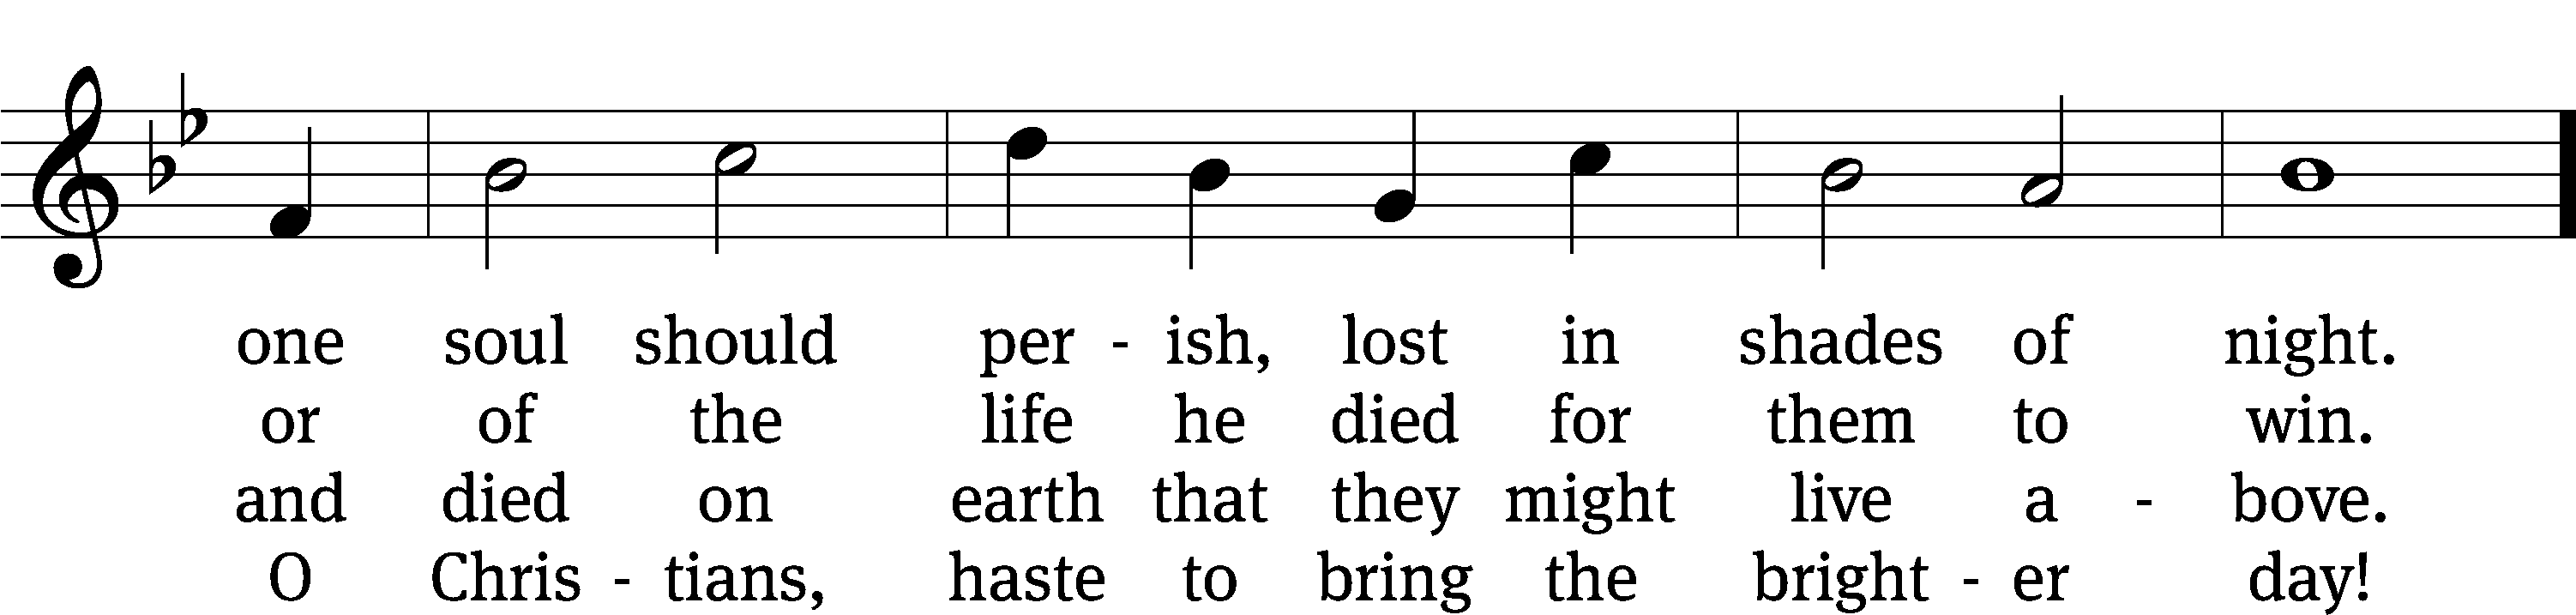 one soul should per - ish, lost in shades of night.
or of the life he died for them to win.
and died on earth that they might live a - bove.
O Chris - tians, haste to bring the bright - er day!